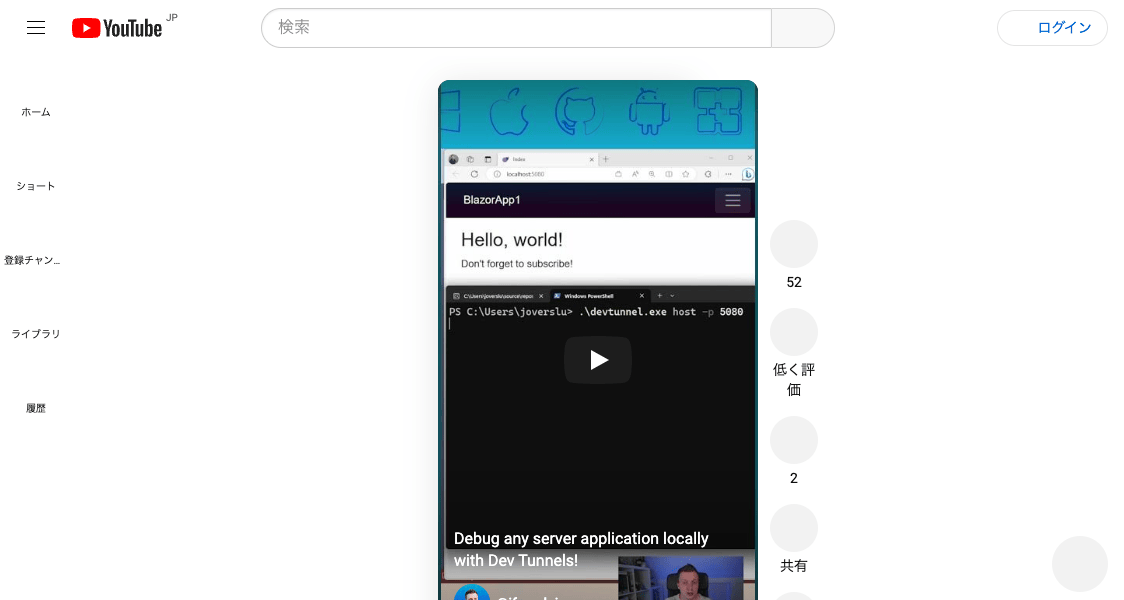 YouTube JP
検索
ログイン
ホーム
ショート
登録チャン…
ライブラリ
履歴
Index
localhost:5080
BlazorApp1
Hello, world!
Don't forget to subscribe!
C:\Users\joverslu\source\repos
Windows PowerShell
PS C:\Users\joverslu> .\devtunnel.exe host -p 5080
Debug any server application locally
with Dev Tunnels!
52
低く評
価
2
共有